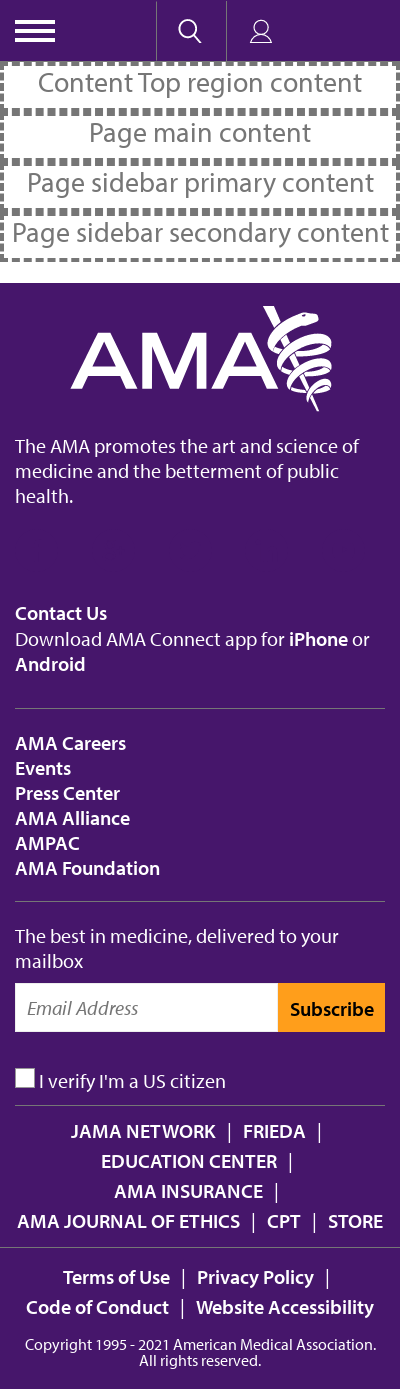 Content Top region content
Page main content
Page sidebar primary content
Page sidebar secondary content
AMA
The AMA promotes the art and science of
medicine and the betterment of public
health.
Contact Us
Download AMA Connect app for iPhone or
Android
AMA Careers
Events
Press Center
AMA Alliance
AMPAC
AMA Foundation
The best in medicine, delivered to your
mailbox
Email Address Subscribe
I verify I'm a US citizen
JAMA NETWORK | FRIEDA |
EDUCATION CENTER |
AMA INSURANCE |
AMA JOURNAL OF ETHICS | CPT | STORE
Terms of Use | Privacy Policy |
Code of Conduct | Website Accessibility
Copyright 1995 - 2021 American Medical Association.
All rights reserved.